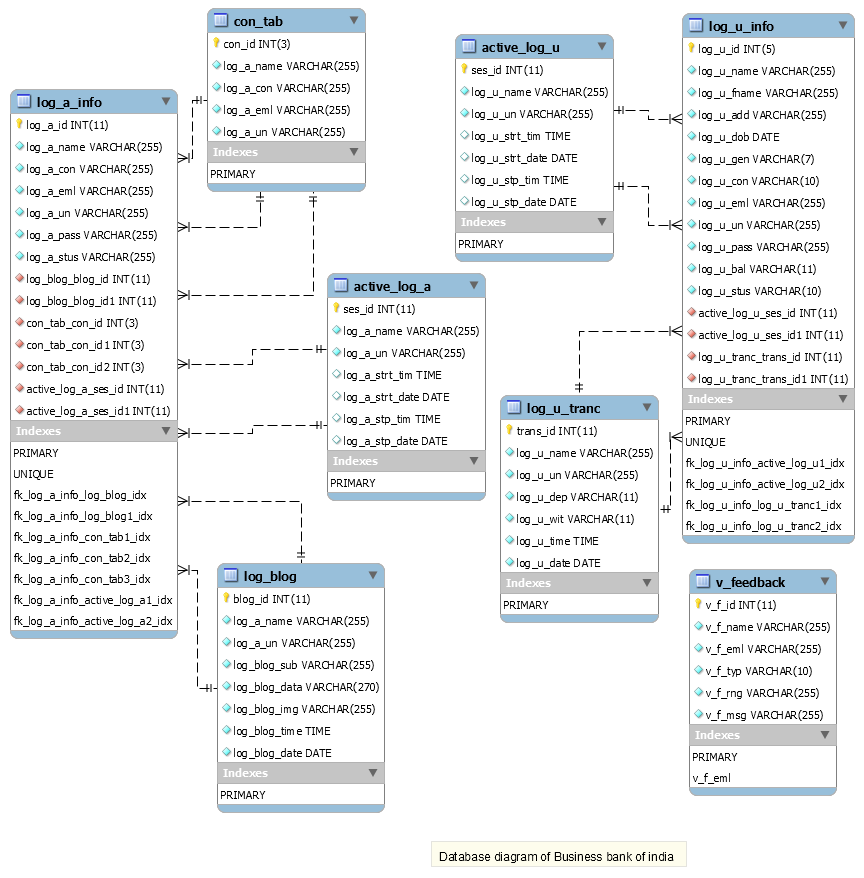 con_tab
con_id INT(3)
log_a_name VARCHAR(255)
log_a_con VARCHAR(255)
log_a_eml VARCHAR(255)
log_a_un VARCHAR(255)
Indexes
PRIMARY
log_a_info
log_a_id INT(11)
log_a_name VARCHAR(255)
log_a_con VARCHAR(255)
log_a_eml VARCHAR(255)
log_a_un VARCHAR(255)
log_a_pass VARCHAR(255)
log_a_stus VARCHAR(255)
log_blog_blog_id INT(11)
log_blog_blog_id1 INT(11)
con_tab_con_id INT(3)
con_tab_con_id1 INT(3)
con_tab_con_id2 INT(3)
active_log_a_ses_id INT(11)
active_log_a_ses_id1 INT(11)
Indexes
PRIMARY
UNIQUE
fk_log_a_info_log_blog_idx
fk_log_a_info_log_blog1_idx
fk_log_a_info_con_tab1_idx
fk_log_a_info_con_tab2_idx
fk_log_a_info_con_tab3_idx
fk_log_a_info_active_log_a1_idx
fk_log_a_info_active_log_a2_idx
active_log_u
ses_id INT(11)
log_u_name VARCHAR(255)
log_u_un VARCHAR(255)
log_u_strt_tim TIME
log_u_strt_date DATE
log_u_stp_tim TIME
log_u_stp_date DATE
Indexes
PRIMARY
log_u_info
log_u_id INT(5)
log_u_name VARCHAR(255)
log_u_fname VARCHAR(255)
log_u_add VARCHAR(255)
log_u_dob DATE
log_u_gen VARCHAR(7)
log_u_con VARCHAR(10)
log_u_eml VARCHAR(255)
log_u_un VARCHAR(255)
log_u_pass VARCHAR(255)
log_u_bal VARCHAR(11)
log_u_stus VARCHAR(10)
active_log_u_ses_id INT(11)
active_log_u_ses_id1 INT(11)
log_u_tranc_trans_id INT(11)
log_u_tranc_trans_id1 INT(11)
Indexes
PRIMARY
UNIQUE
fk_log_u_info_active_log_u1_idx
fk_log_u_info_active_log_u2_idx
fk_log_u_info_log_u_tranc1_idx
fk_log_u_info_log_u_tranc2_idx
active_log_a
ses_id INT(11)
log_a_name VARCHAR(255)
log_a_un VARCHAR(255)
log_a_strt_tim TIME
log_a_strt_date DATE
log_a_stp_tim TIME
log_a_stp_date DATE
Indexes
PRIMARY
log_u_tranc
trans_id INT(11)
log_u_name VARCHAR(255)
log_u_un VARCHAR(255)
log_u_dep VARCHAR(11)
log_u_wit VARCHAR(11)
log_u_time TIME
log_u_date DATE
Indexes
PRIMARY
log_blog
blog_id INT(11)
log_a_name VARCHAR(255)
log_a_un VARCHAR(255)
log_blog_sub VARCHAR(255)
log_blog_data VARCHAR(270)
log_blog_img VARCHAR(255)
log_blog_time TIME
log_blog_date DATE
Indexes
PRIMARY
v_feedback
v_f_id INT(11)
v_f_name VARCHAR(255)
v_f_eml VARCHAR(255)
v_f_typ VARCHAR(10)
v_f_rng VARCHAR(255)
v_f_msg VARCHAR(255)
Indexes
PRIMARY
v_f_eml
Database diagram of Business bank of india